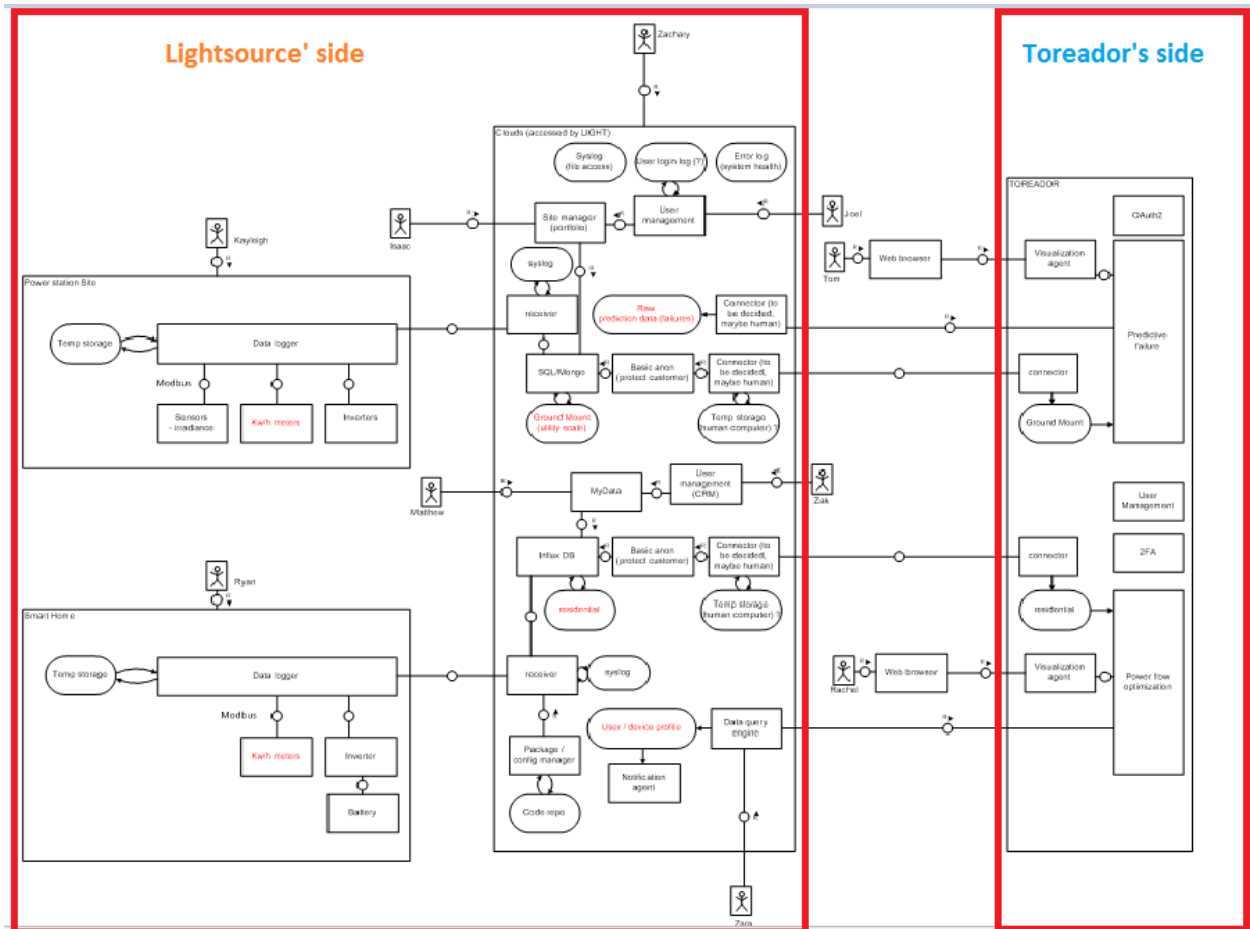 Lightsource' side
Toreador's side
Zachary
R
Clouds (accessed by LIGHT)
Syslog
(file access)
User login log (?)
Error log
(system health)
TOREADOR
OAuth2
Kayleigh
R
Isaac
R
Site manager
(portfolio)
R
User
management
R
Joel
Tom
R
Web browser
R
Visualization
agent
Power station Site
syslog
R
Temp storage
Data logger
receiver
Raw
prediction data (failures)
Connector (to
be decided,
maybe human)
R
Predictive
failure
Modbus
SQL/Mongo
R
Basic anon
(protect customer)
R
Connector (to
be decided,
maybe human)
connector
Sensors
- irradiance
Kwh meters
Inverters
Ground Mount
(utility scale)
Temp storage
(human computer) ?
Ground Mount
Matthew
R
MyData
R
User
management
(CRM)
R
Zak
User
Management
R
Influx DB
R
Basic anon
(protect customer)
R
Connector (to
be decided,
maybe human)
connector
2FA
Ryan
R
Smart Home
residential
Temp storage
(human computer) ?
residential
Temp storage
Data logger
receiver
syslog
Rachel
R
Web browser
R
Visualization
agent
Power flow
optimization
Modbus
R
User / device profile
Data query
engine
R
Kwh meters
Inverter
Package /
config manager
Notification
agent
Battery
Code repo
R
Zara